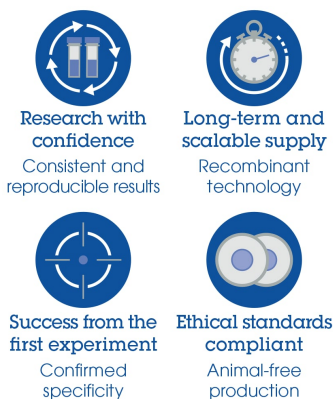 Research with
confidence
Consistent and
reproducible results
Long-term and
scalable supply
Recombinant
technology
Success from the
first experiment
Confirmed
specificity
Ethical standards
compliant
Animal-free
production